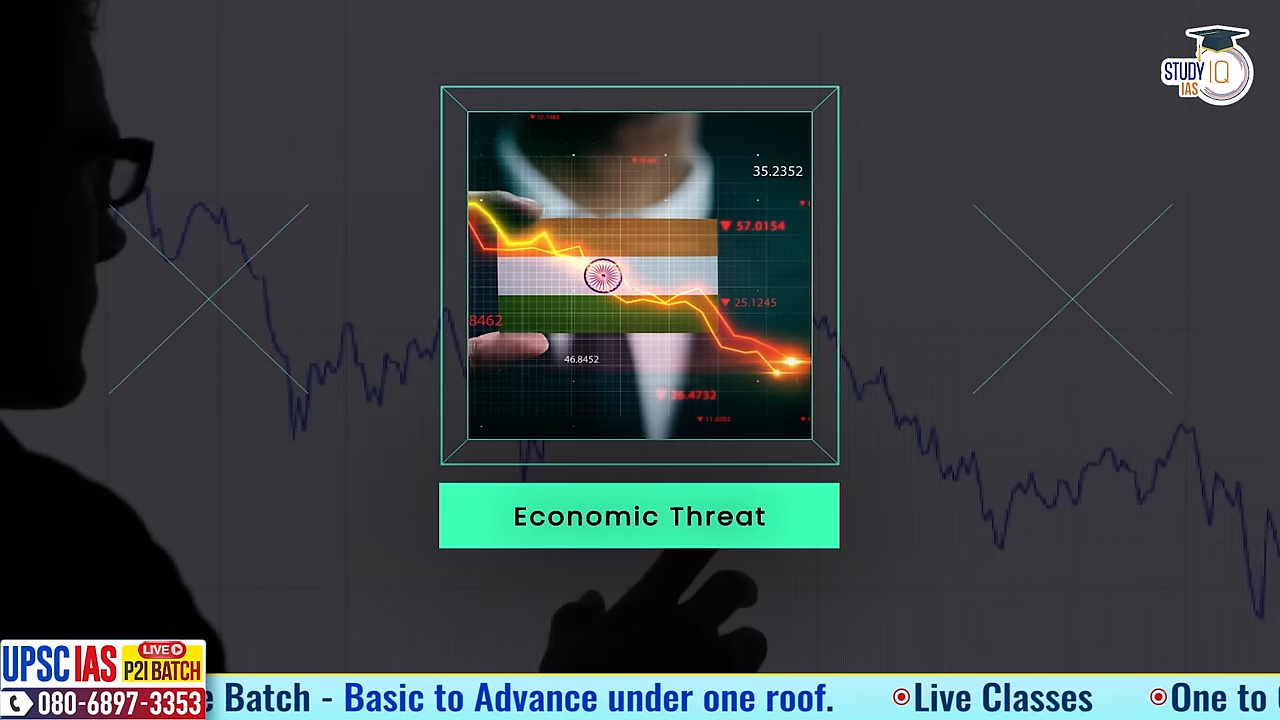 STUDY IQ
IAS
35.2352
57.0154
25.1245
8462
46.8452
26.4732
Economic Threat
LIVE
UPSC IAS P2I BATCH
080-6897-3353
e Batch - Basic to Advance under one roof. Live Classes One to